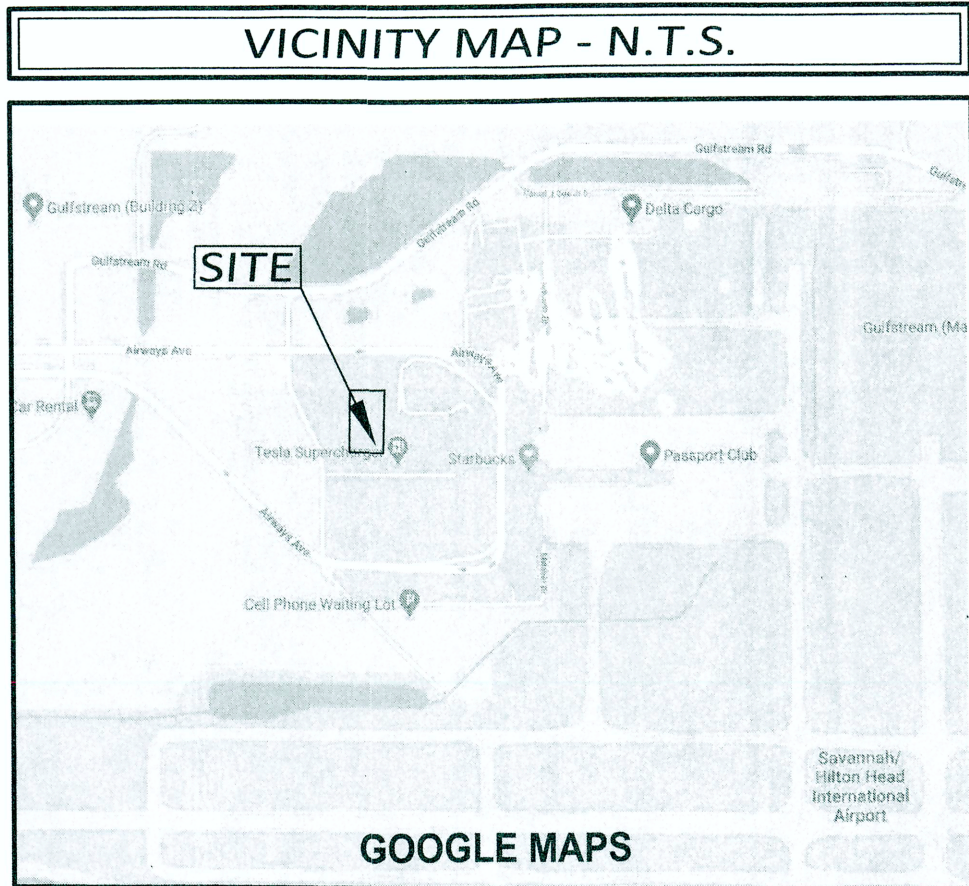 VICINITY MAP - N.T.S.
Gulfstream Rd
Gulfstream (Building 2)
Delta Cargo
Gulfstream Rd
Gulfstream Rd
SITE
Gulfstream (Ma
Airways Ave
Airways Ave
Car Rental
Tesla Supercharger
Starbucks
Passport Club
Airways Ave
Cell Phone Waiting Lot
Savannah/
Hilton Head
International
Airport
GOOGLE MAPS